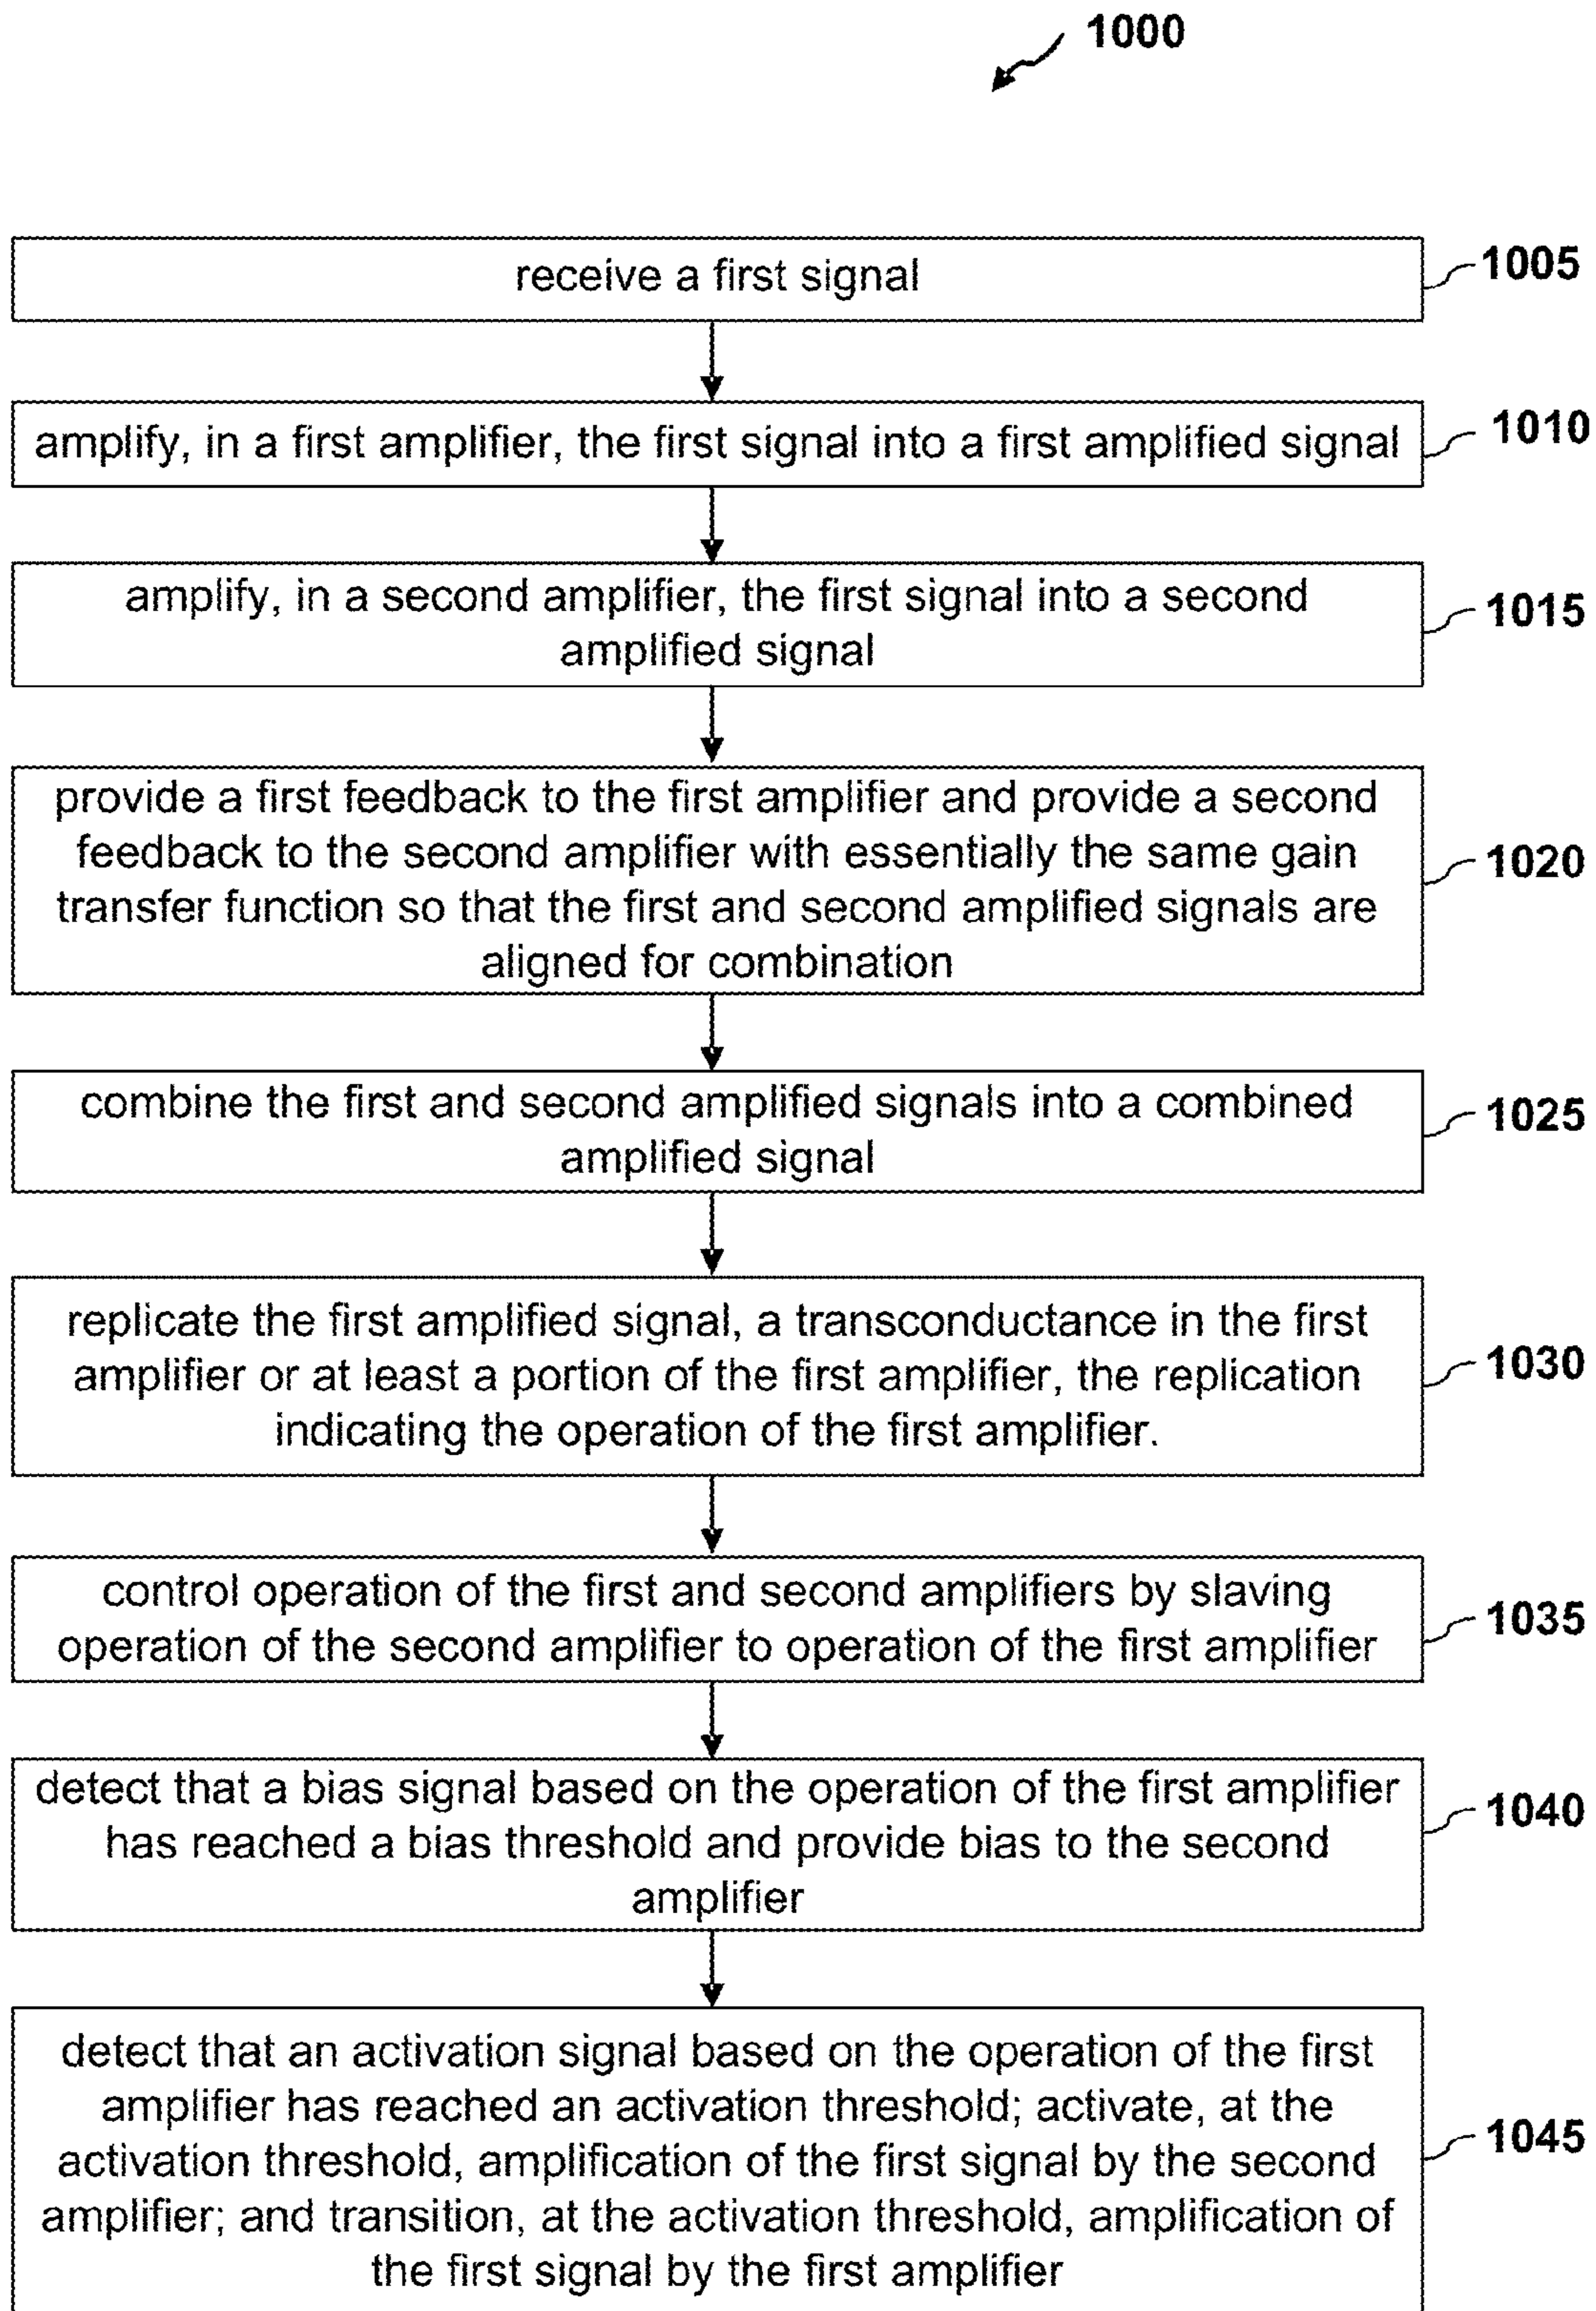 1000
receive a first signal
1005
amplify, in a first amplifier, the first signal into a first amplified signal
1010
amplify, in a second amplifier, the first signal into a second
amplified signal
1015
provide a first feedback to the first amplifier and provide a second
feedback to the second amplifier with essentially the same gain
transfer function so that the first and second amplified signals are
aligned for combination
1020
combine the first and second amplified signals into a combined
amplified signal
1025
replicate the first amplified signal, a transconductance in the first
amplifier or at least a portion of the first amplifier, the replication
indicating the operation of the first amplifier.
1030
control operation of the first and second amplifiers by slaving
operation of the second amplifier to operation of the first amplifier
1035
detect that a bias signal based on the operation of the first amplifier
has reached a bias threshold and provide bias to the second
amplifier
1040
detect that an activation signal based on the operation of the first
amplifier has reached an activation threshold; activate, at the
activation threshold, amplification of the first signal by the second
amplifier; and transition, at the activation threshold, amplification of
the first signal by the first amplifier
1045